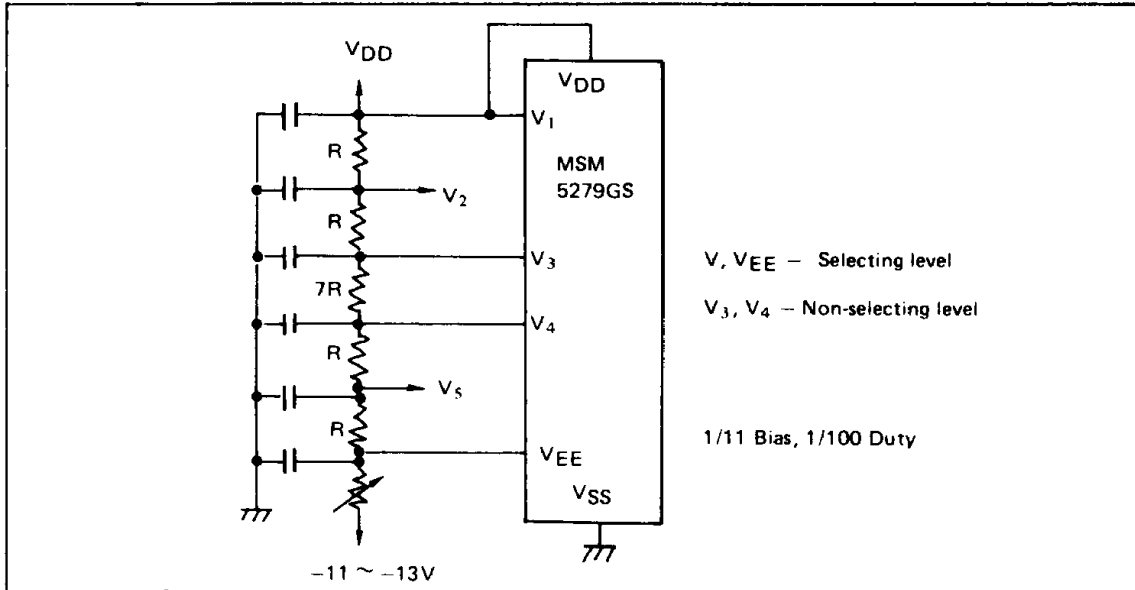 VDD
VDD
V1
R
MSM
5279GS
V2
R
V, VEE – Selecting level
V3
7R
V3, V4 – Non-selecting level
V4
R
V5
R
1/11 Bias, 1/100 Duty
VEE
VSS
–11 ~ –13V